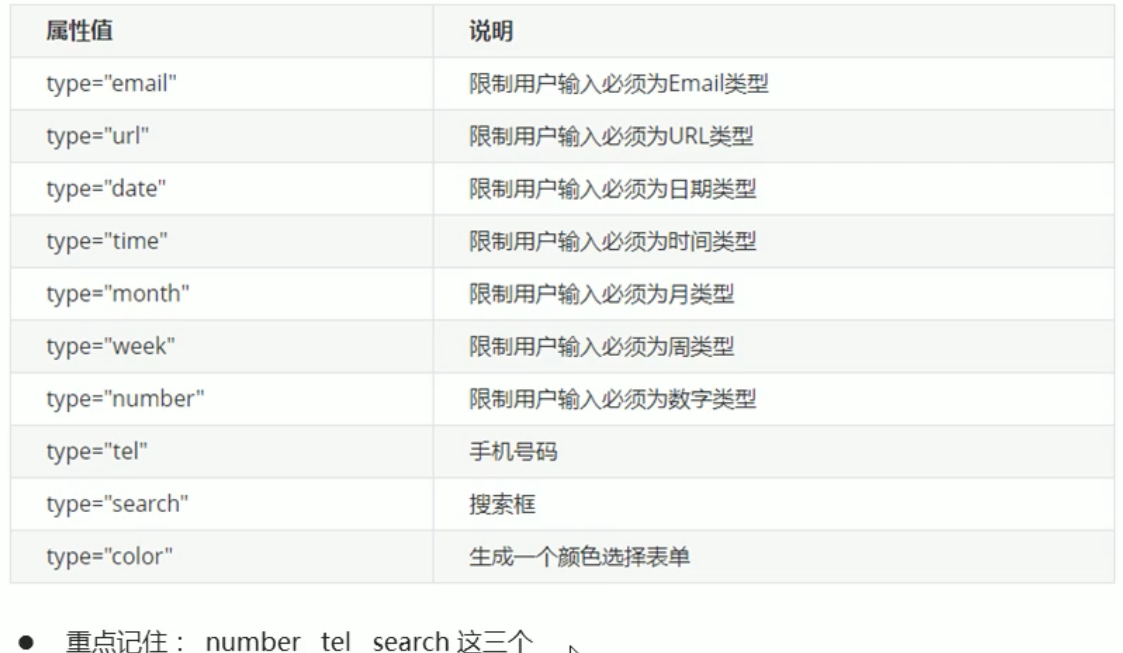 属性值 说明
type="email" 限制用户输入必须为Email类型
type="url" 限制用户输入必须为URL类型
type="date" 限制用户输入必须为日期类型
type="time" 限制用户输入必须为时间类型
type="month" 限制用户输入必须为月类型
type="week" 限制用户输入必须为周类型
type="number" 限制用户输入必须为数字类型
type="tel" 手机号码
type="search" 搜索框
type="color" 生成一个颜色选择表单
● 重点记住： number tel search 这三个